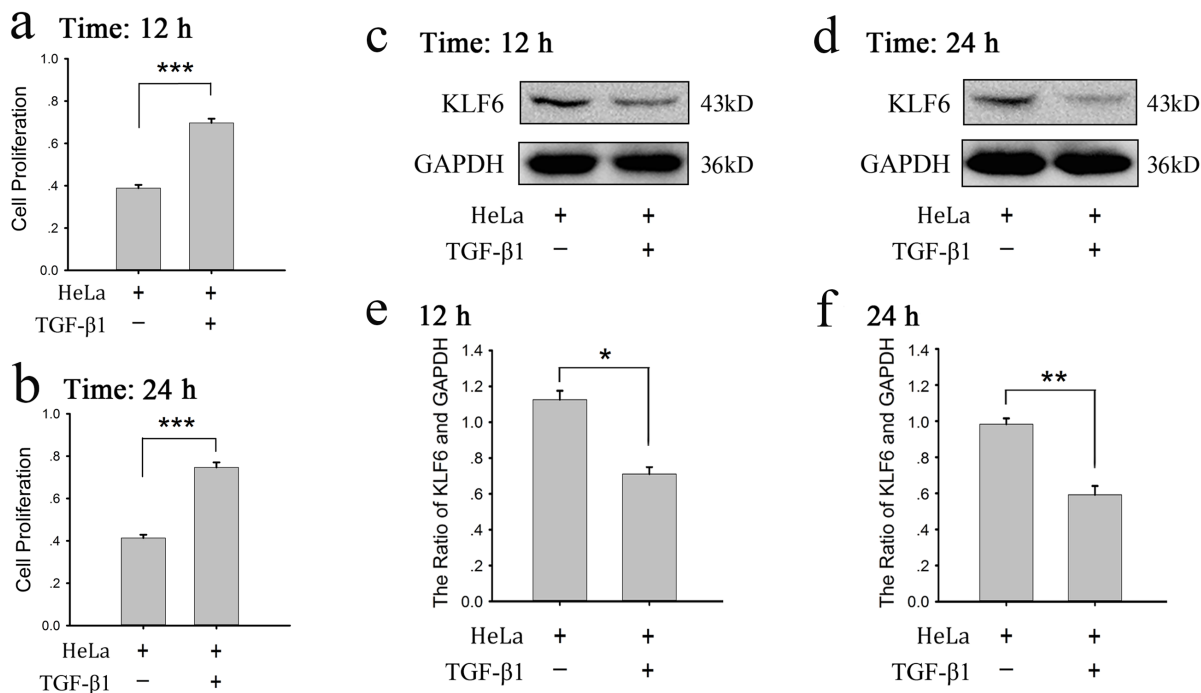 a Time: 12 h
***
1.0
.8
.6
.4
.2
0.0
Cell Proliferation
HeLa + +
TGF-β1 − +
b Time: 24 h
***
1.0
.8
.6
.4
.2
0.0
Cell Proliferation
HeLa + +
TGF-β1 − +
c Time: 12 h
KLF6 43kD
GAPDH 36kD
HeLa + +
TGF-β1 − +
d Time: 24 h
KLF6 43kD
GAPDH 36kD
HeLa + +
TGF-β1 − +
e 12 h
*
1.4
1.2
1.0
.8
.6
.4
.2
0.0
The Ratio of KLF6 and GAPDH
HeLa + +
TGF-β1 − +
f 24 h
**
1.4
1.2
1.0
.8
.6
.4
.2
0.0
The Ratio of KLF6 and GAPDH
HeLa + +
TGF-β1 − +